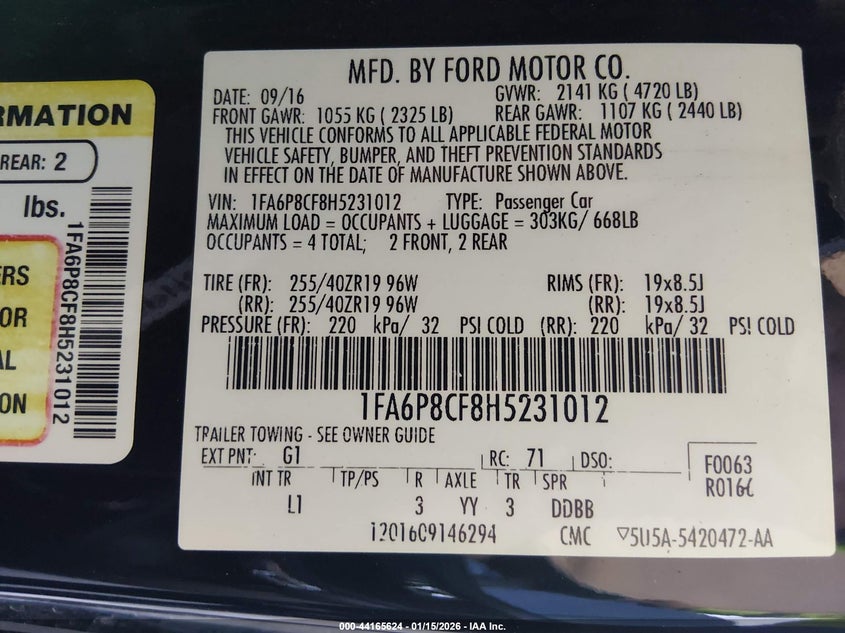 RMATION
REAR: 2
lbs.
ERS
OR
AL
ON
1FA6P8CF8H5231012
MFD. BY FORD MOTOR CO.
DATE: 09/16 GVWR: 2141 KG ( 4720 LB)
FRONT GAWR: 1055 KG ( 2325 LB) REAR GAWR: 1107 KG ( 2440 LB)
THIS VEHICLE CONFORMS TO ALL APPLICABLE FEDERAL MOTOR
VEHICLE SAFETY, BUMPER, AND THEFT PREVENTION STANDARDS
IN EFFECT ON THE DATE OF MANUFACTURE SHOWN ABOVE.
VIN: 1FA6P8CF8H5231012 TYPE: Passenger Car
MAXIMUM LOAD = OCCUPANTS + LUGGAGE = 303KG/ 668LB
OCCUPANTS = 4 TOTAL; 2 FRONT, 2 REAR
TIRE (FR): 255/40ZR19 96W RIMS (FR): 19x8.5J
(RR): 255/40ZR19 96W (RR): 19x8.5J
PRESSURE (FR): 220 kPa/ 32 PSI COLD (RR): 220 kPa/ 32 PSI COLD
1FA6P8CF8H5231012
TRAILER TOWING - SEE OWNER GUIDE
EXT PNT: G1 RC: 71 DSO: F0063
INT TR TP/PS R AXLE TR SPR
L1 3 YY 3 DDBB
CMC ▽5U5A-5420472-AA
000-44165624 - 01/15/2026 - IAA Inc.